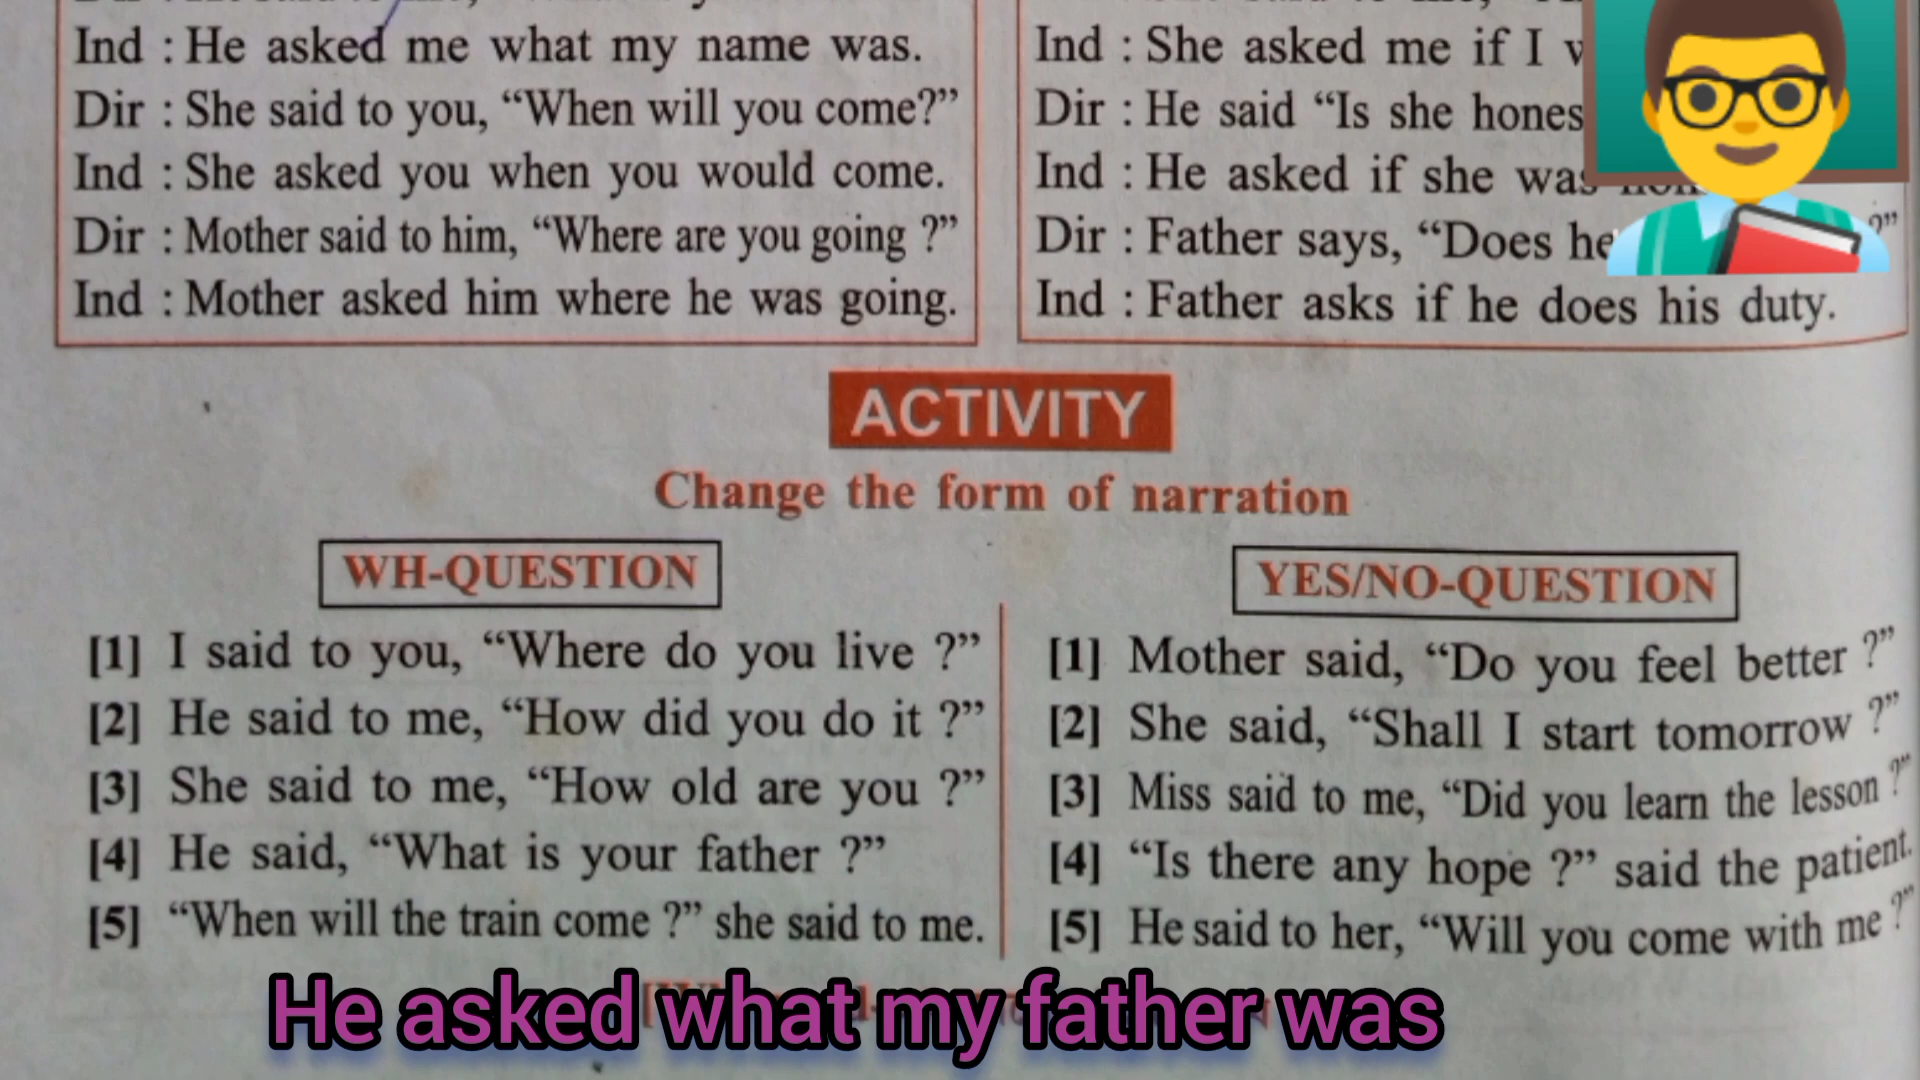 Ind : He asked me what my name was.
Dir : She said to you, “When will you come?”
Ind : She asked you when you would come.
Dir : Mother said to him, “Where are you going ?”
Ind : Mother asked him where he was going.
Ind : She asked me if I
Dir : He said “Is she
Ind : He asked if she was
Dir : Father says, “Does he ?”
Ind : Father asks if he does his duty.
ACTIVITY
Change the form of narration
WH-QUESTION
[1] I said to you, “Where do you live ?”
[2] He said to me, “How did you do it ?”
[3] She said to me, “How old are you ?”
[4] He said, “What is your father ?”
[5] “When will the train come ?” she said to me.
YES/NO-QUESTION
[1] Mother said, “Do you feel better ?”
[2] She said, “Shall I start tomorrow ?”
[3] Miss said to me, “Did you learn the lesson ?”
[4] “Is there any hope ?” said the patient.
[5] He said to her, “Will you come with me ?”
He asked what my father was